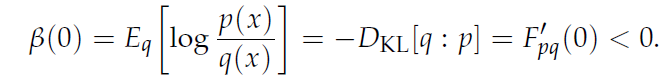 β(0) = E_q [log p(x)/q(x)] = −D_KL[q : p] = F′_pq(0) < 0.